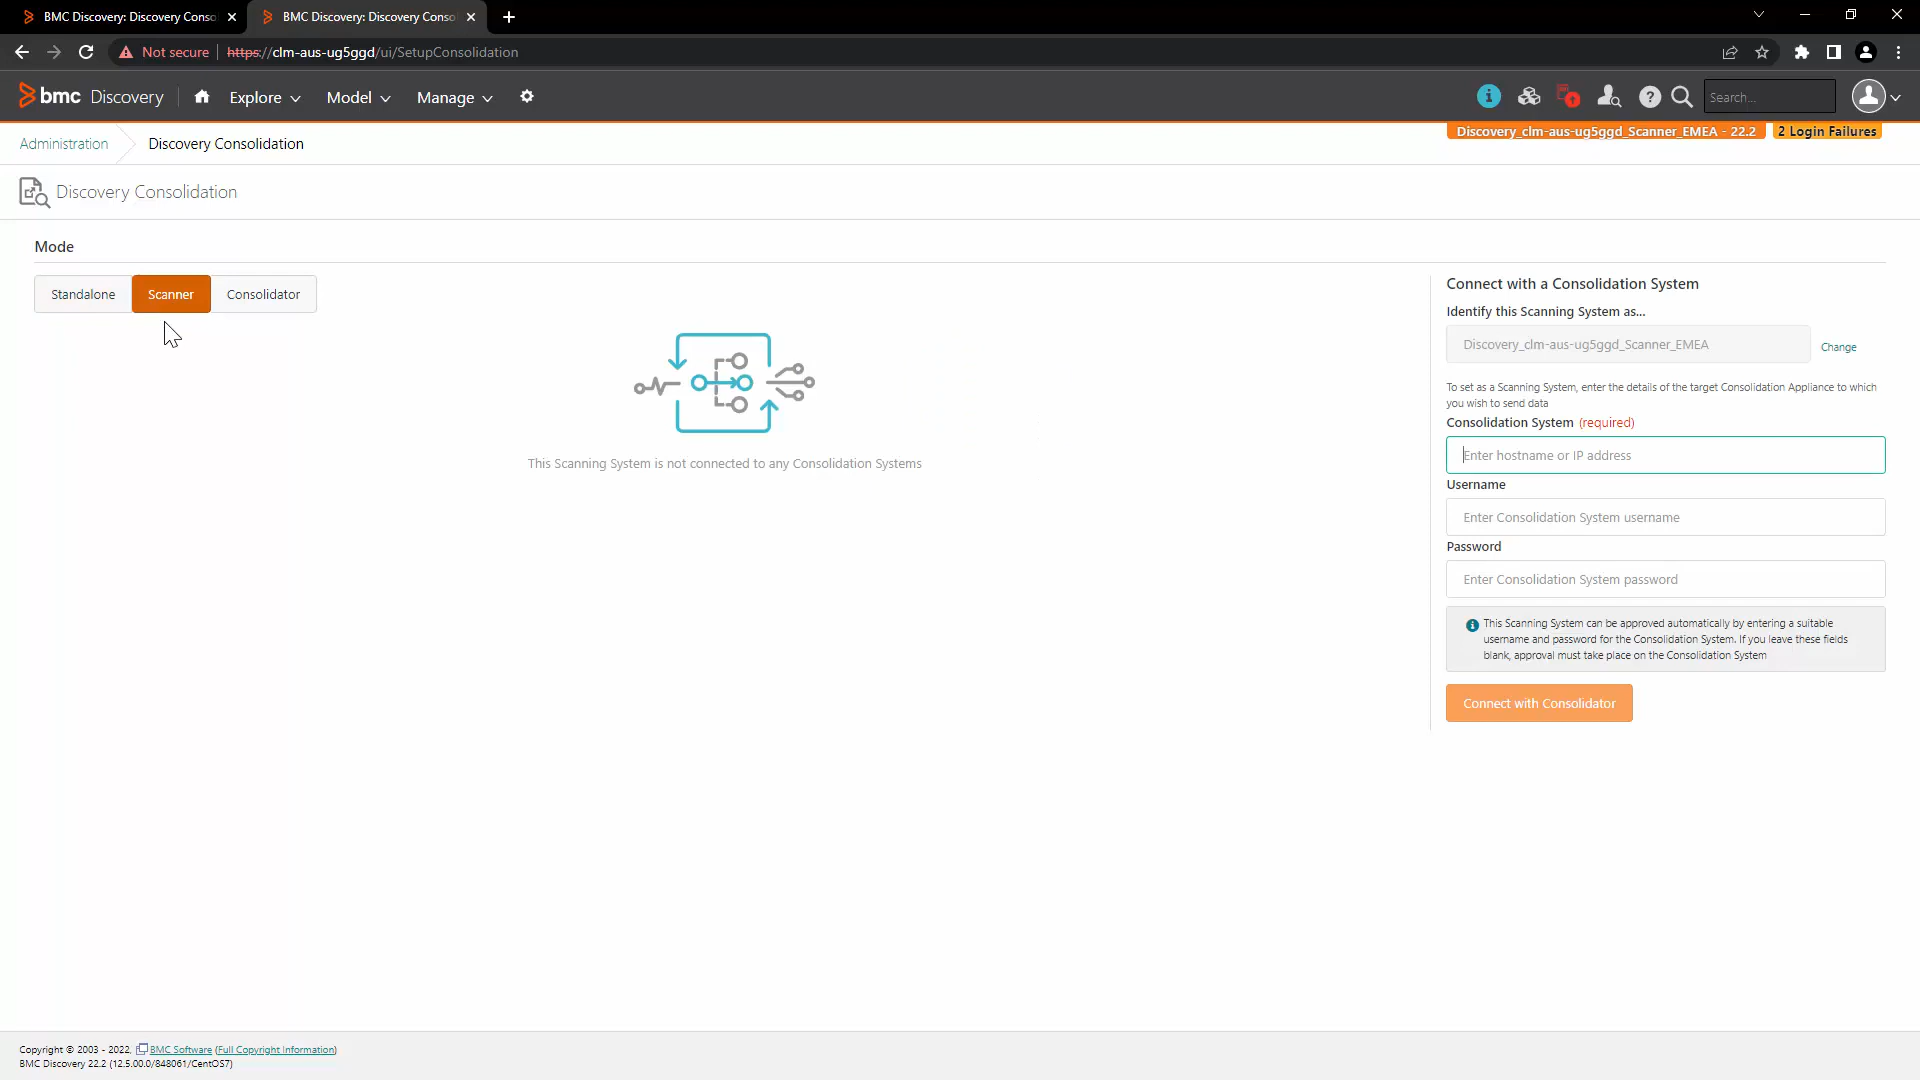 BMC Discovery: Discovery Conso
BMC Discovery: Discovery Conso
Not secure
https://clm-aus-ug5ggd/ui/SetupConsolidation
bmc Discovery
Explore
Model
Manage
Search...
Administration
Discovery Consolidation
Discovery_clm-aus-ug5ggd_Scanner_EMEA - 22.2
2 Login Failures
Discovery Consolidation
Mode
Standalone
Scanner
Consolidator
This Scanning System is not connected to any Consolidation Systems
Connect with a Consolidation System
Identify this Scanning System as...
Discovery_clm-aus-ug5ggd_Scanner_EMEA
Change
To set as a Scanning System, enter the details of the target Consolidation Appliance to which
you wish to send data
Consolidation System (required)
Enter hostname or IP address
Username
Enter Consolidation System username
Password
Enter Consolidation System password
This Scanning System can be approved automatically by entering a suitable
username and password for the Consolidation System. If you leave these fields
blank, approval must take place on the Consolidation System
Connect with Consolidator
Copyright © 2003 - 2022, BMC Software (Full Copyright Information)
BMC Discovery 22.2 (12.5.00.0/848061/CentOS7)